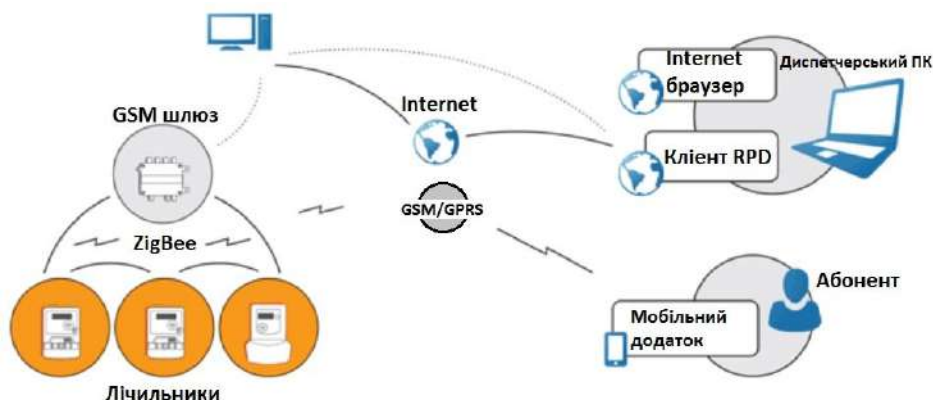 Internet
браузер
Диспетчерський ПК
Internet
GSM шлюз
Клієнт RPD
GSM/GPRS
ZigBee
Абонент
Мобільний
додаток
Лічильники